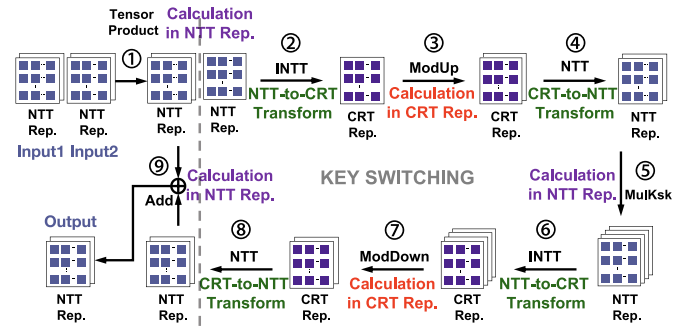 Tensor
Product
Calculation
in NTT Rep.
①
②
INTT
NTT-to-CRT
Transform
③
ModUp
Calculation
in CRT Rep.
④
NTT
CRT-to-NTT
Transform
NTT
Rep.
NTT
Rep.
NTT
Rep.
NTT
Rep.
CRT
Rep.
CRT
Rep.
NTT
Rep.
Input1 Input2
⑨
Add
Calculation
in NTT Rep.
KEY SWITCHING
Calculation
in NTT Rep.
⑤
MulKsk
Output
⑧
NTT
CRT-to-NTT
Transform
⑦
ModDown
Calculation
in CRT Rep.
⑥
INTT
NTT-to-CRT
Transform
NTT
Rep.
NTT
Rep.
CRT
Rep.
CRT
Rep.
NTT
Rep.